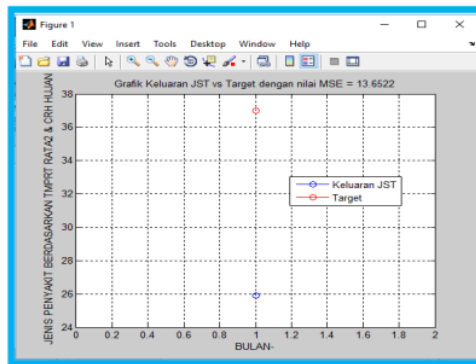 Figure 1
File Edit View Insert Tools Desktop Window Help
Grafik Keluaran JST vs Target dengan nilai MSE = 13.6522
JENIS PENYAKIT BERDASARKAN TMPRT RATA2 & CRH HUJAN
38
36
34
32
30
28
26
24
Keluaran JST
Target
0 0.2 0.4 0.6 0.8 1 1.2 1.4 1.6 1.8 2
BULAN-